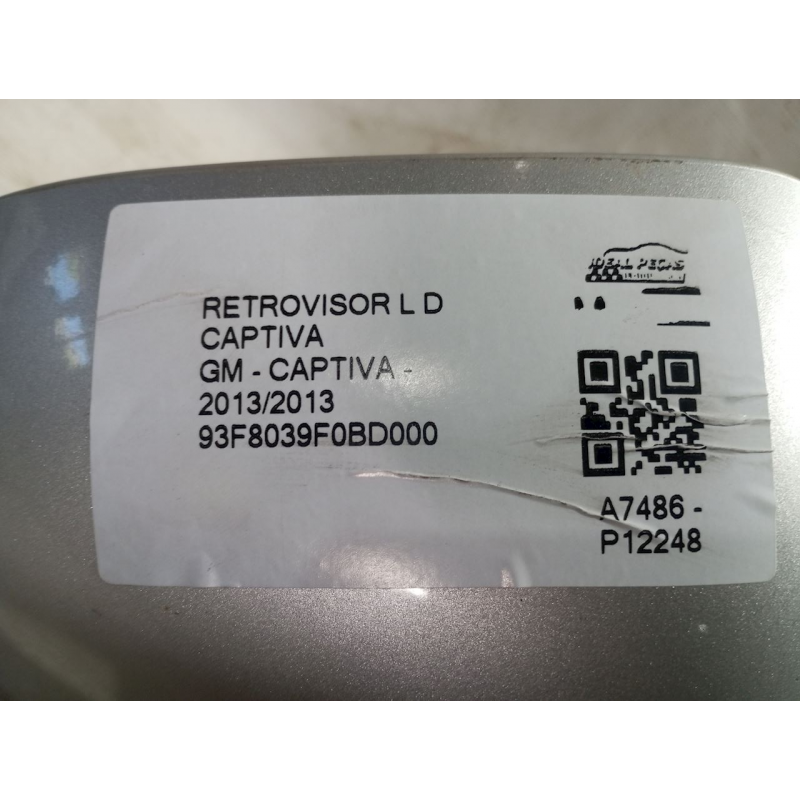 IDEAL PEÇAS
RETROVISOR L D
CAPTIVA
GM - CAPTIVA -
2013/2013
93F8039F0BD000
A7486 -
P12248